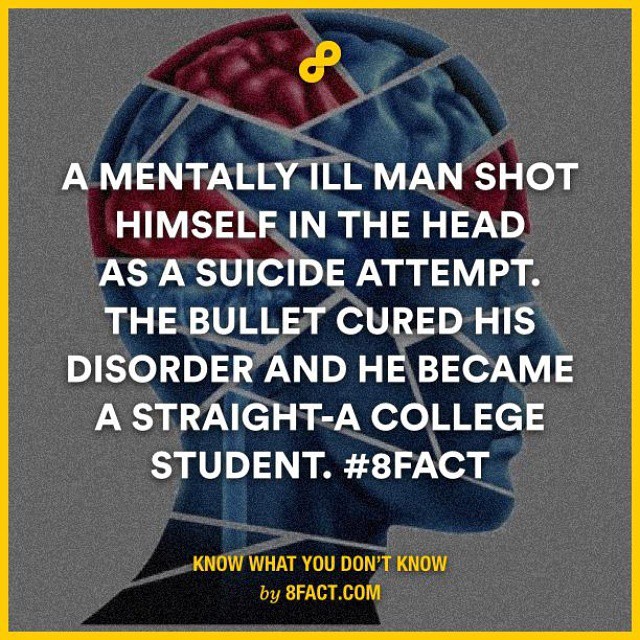 A MENTALLY ILL MAN SHOT
HIMSELF IN THE HEAD
AS A SUICIDE ATTEMPT.
THE BULLET CURED HIS
DISORDER AND HE BECAME
A STRAIGHT-A COLLEGE
STUDENT. #8FACT
KNOW WHAT YOU DON'T KNOW
by 8FACT.COM